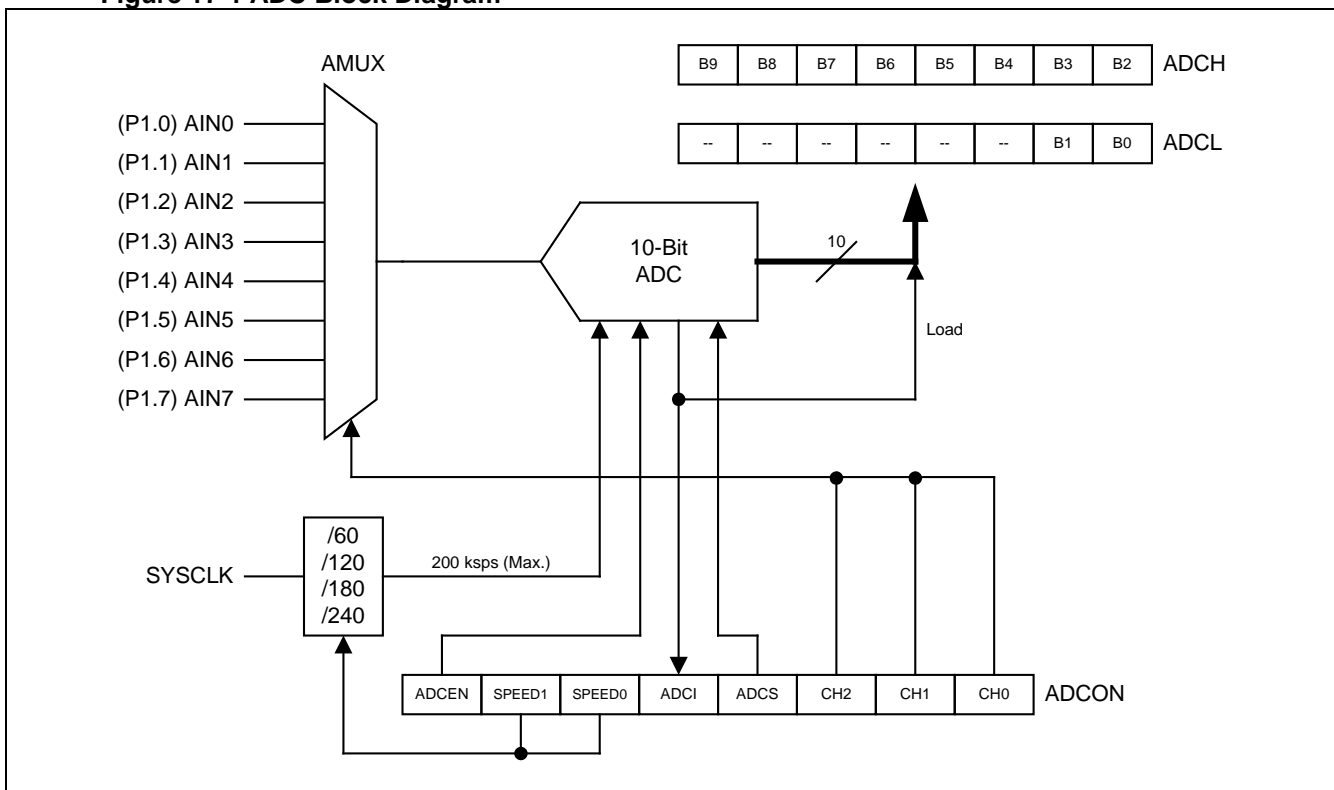 Figure 17-1 ADC Block Diagram
AMUX
B9 B8 B7 B6 B5 B4 B3 B2 ADCH
-- -- -- -- -- -- B1 B0 ADCL
(P1.0) AIN0
(P1.1) AIN1
(P1.2) AIN2
(P1.3) AIN3
(P1.4) AIN4
(P1.5) AIN5
(P1.6) AIN6
(P1.7) AIN7
10-Bit
ADC
10
Load
SYSCLK
/60
/120
/180
/240
200 ksps (Max.)
ADCEN SPEED1 SPEED0 ADCI ADCS CH2 CH1 CH0 ADCON